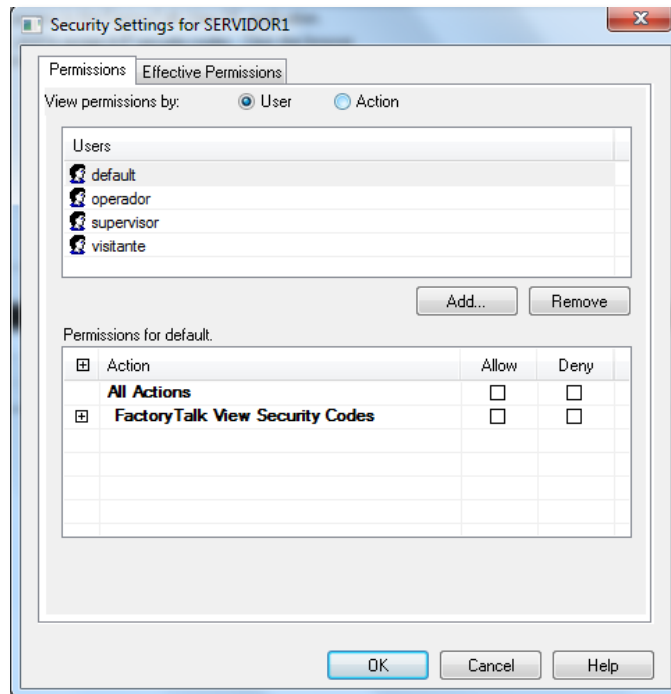 Security Settings for SERVIDOR1
Permissions
Effective Permissions
View permissions by:
User
Action
Users
default
operador
supervisor
visitante
Add...
Remove
Permissions for default.
Action
Allow
Deny
All Actions
FactoryTalk View Security Codes
OK
Cancel
Help